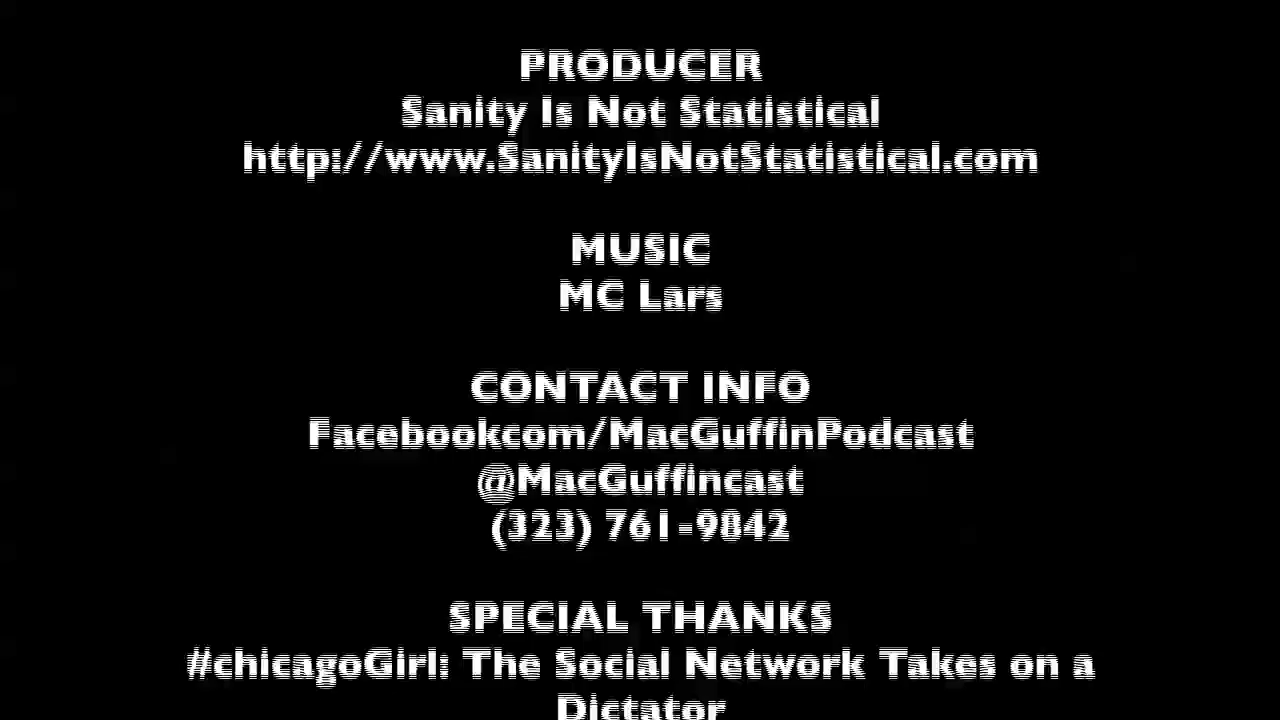 PRODUCER
Sanity Is Not Statistical
http://www.SanityIsNotStatistical.com
MUSIC
MC Lars
CONTACT INFO
Facebookcom/MacGuffinPodcast
@MacGuffincast
(323) 761-9842
SPECIAL THANKS
#chicagoGirl: The Social Network Takes on a
Dictator